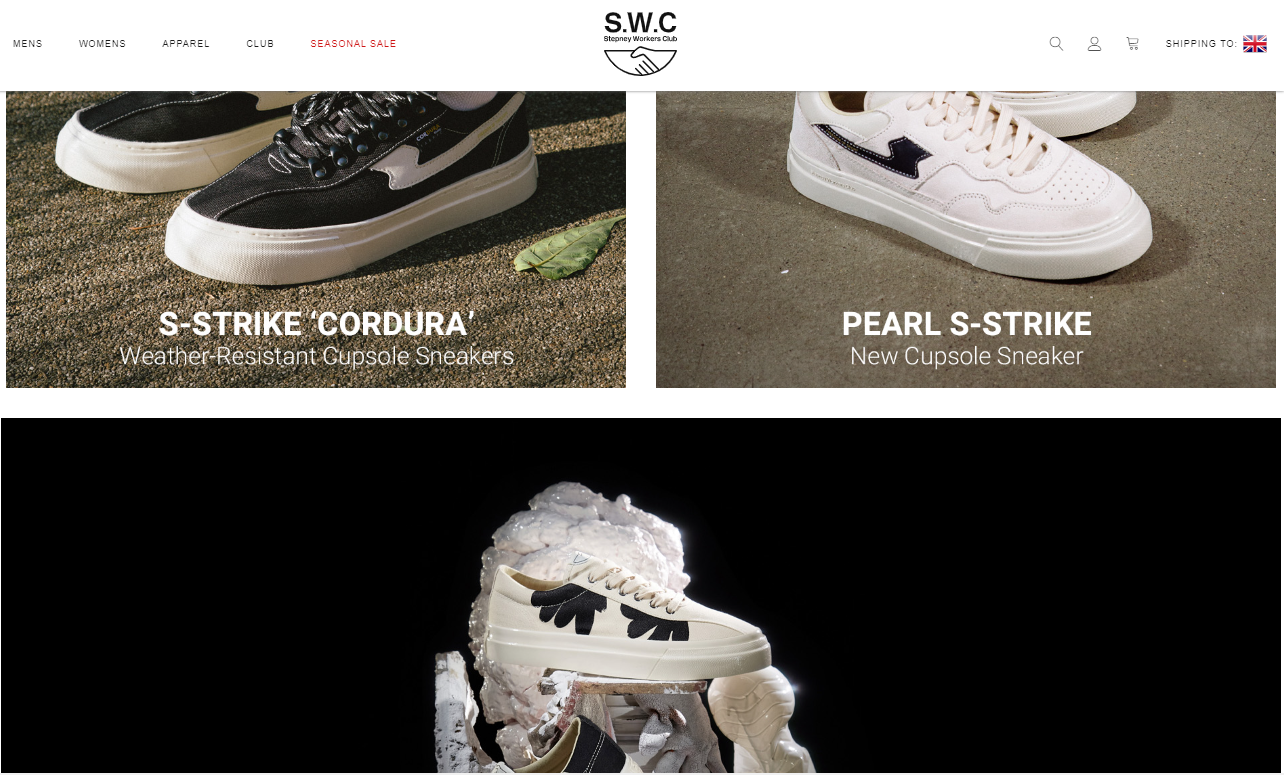 S.W.C
Stepney Workers Club
MENS
WOMENS
APPAREL
CLUB
SEASONAL SALE
SHIPPING TO:
S-STRIKE ‘CORDURA’
Weather-Resistant Cupsole Sneakers
PEARL S-STRIKE
New Cupsole Sneaker